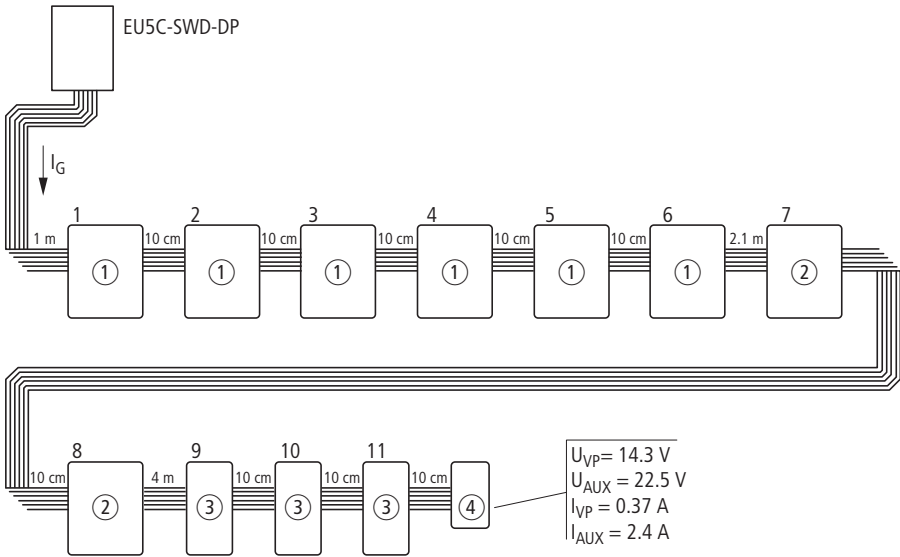 EU5C-SWD-DP
I_G
1 2 3 4 5 6 7
1 m 10 cm 10 cm 10 cm 10 cm 10 cm 2.1 m
① ① ① ① ① ① ②
8 9 10 11
10 cm 4 m 10 cm 10 cm 10 cm
② ③ ③ ③ ④
U_VP= 14.3 V
U_AUX = 22.5 V
I_VP = 0.37 A
I_AUX = 2.4 A